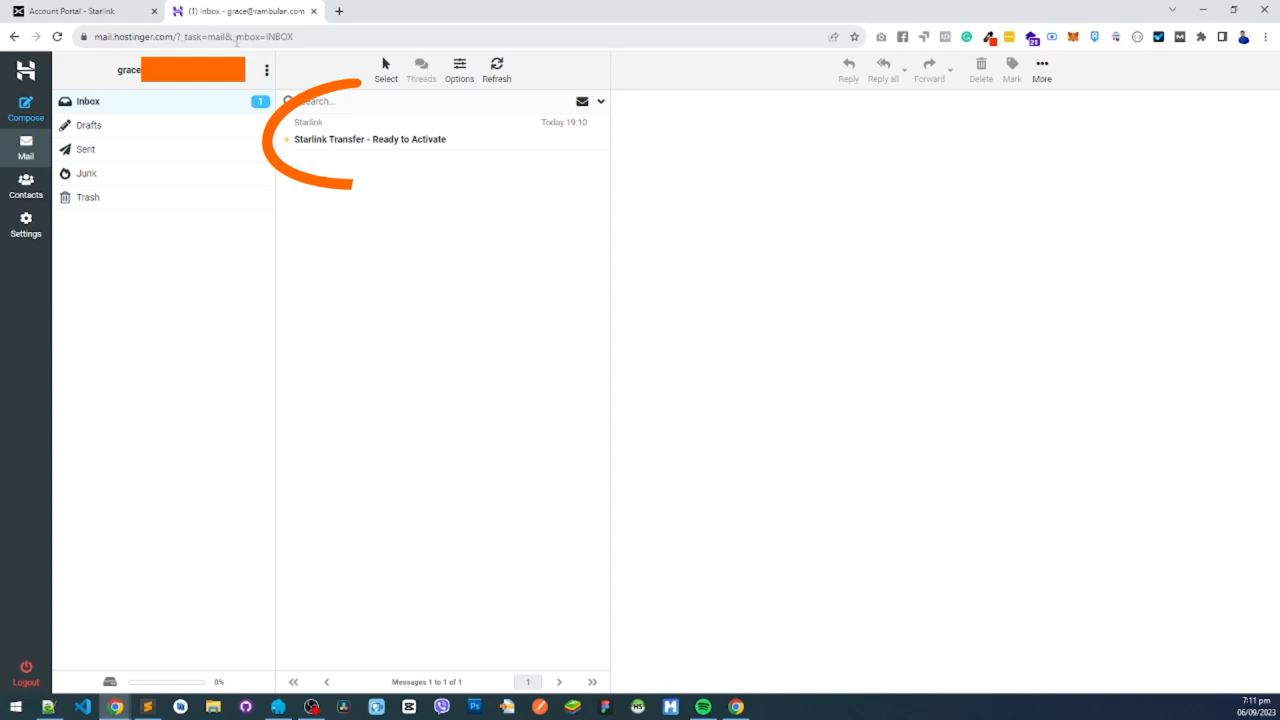 Account Portal - Starlink
(1) Inbox - grace@rambular.com
mail.hostinger.com/?_task=mail&_mbox=INBOX
grace
Select
Threads
Options
Refresh
Reply
Reply all
Forward
Delete
Mark
More
Compose
Mail
Contacts
Settings
Logout
Inbox
1
Drafts
Sent
Junk
Trash
0%
Search...
Starlink
Today 19:10
Starlink Transfer - Ready to Activate
Messages 1 to 1 of 1
1
21
7:11 pm
06/09/2023